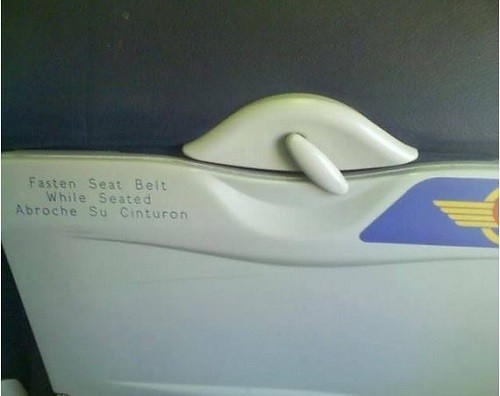 Fasten Seat Belt
While Seated
Abroche Su Cinturon